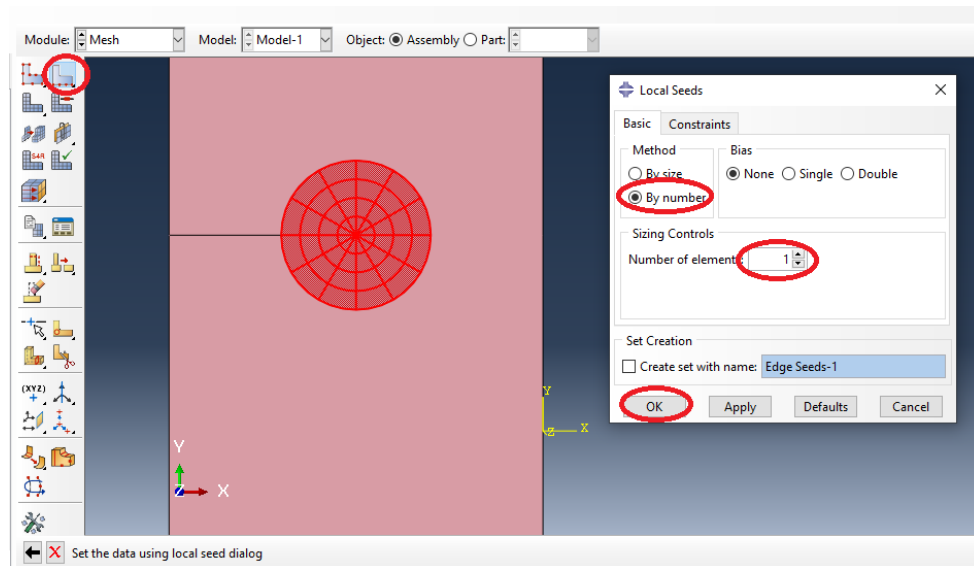 Module: Mesh Model: Model-1 Object: Assembly Part:
Local Seeds
Basic Constraints
Method Bias
By size None Single Double
By number
Sizing Controls
Number of elements: 1
Set Creation
Create set with name: Edge Seeds-1
OK Apply Defaults Cancel
S4R
(XYZ)
Y
Z X
Y
Z X
Set the data using local seed dialog